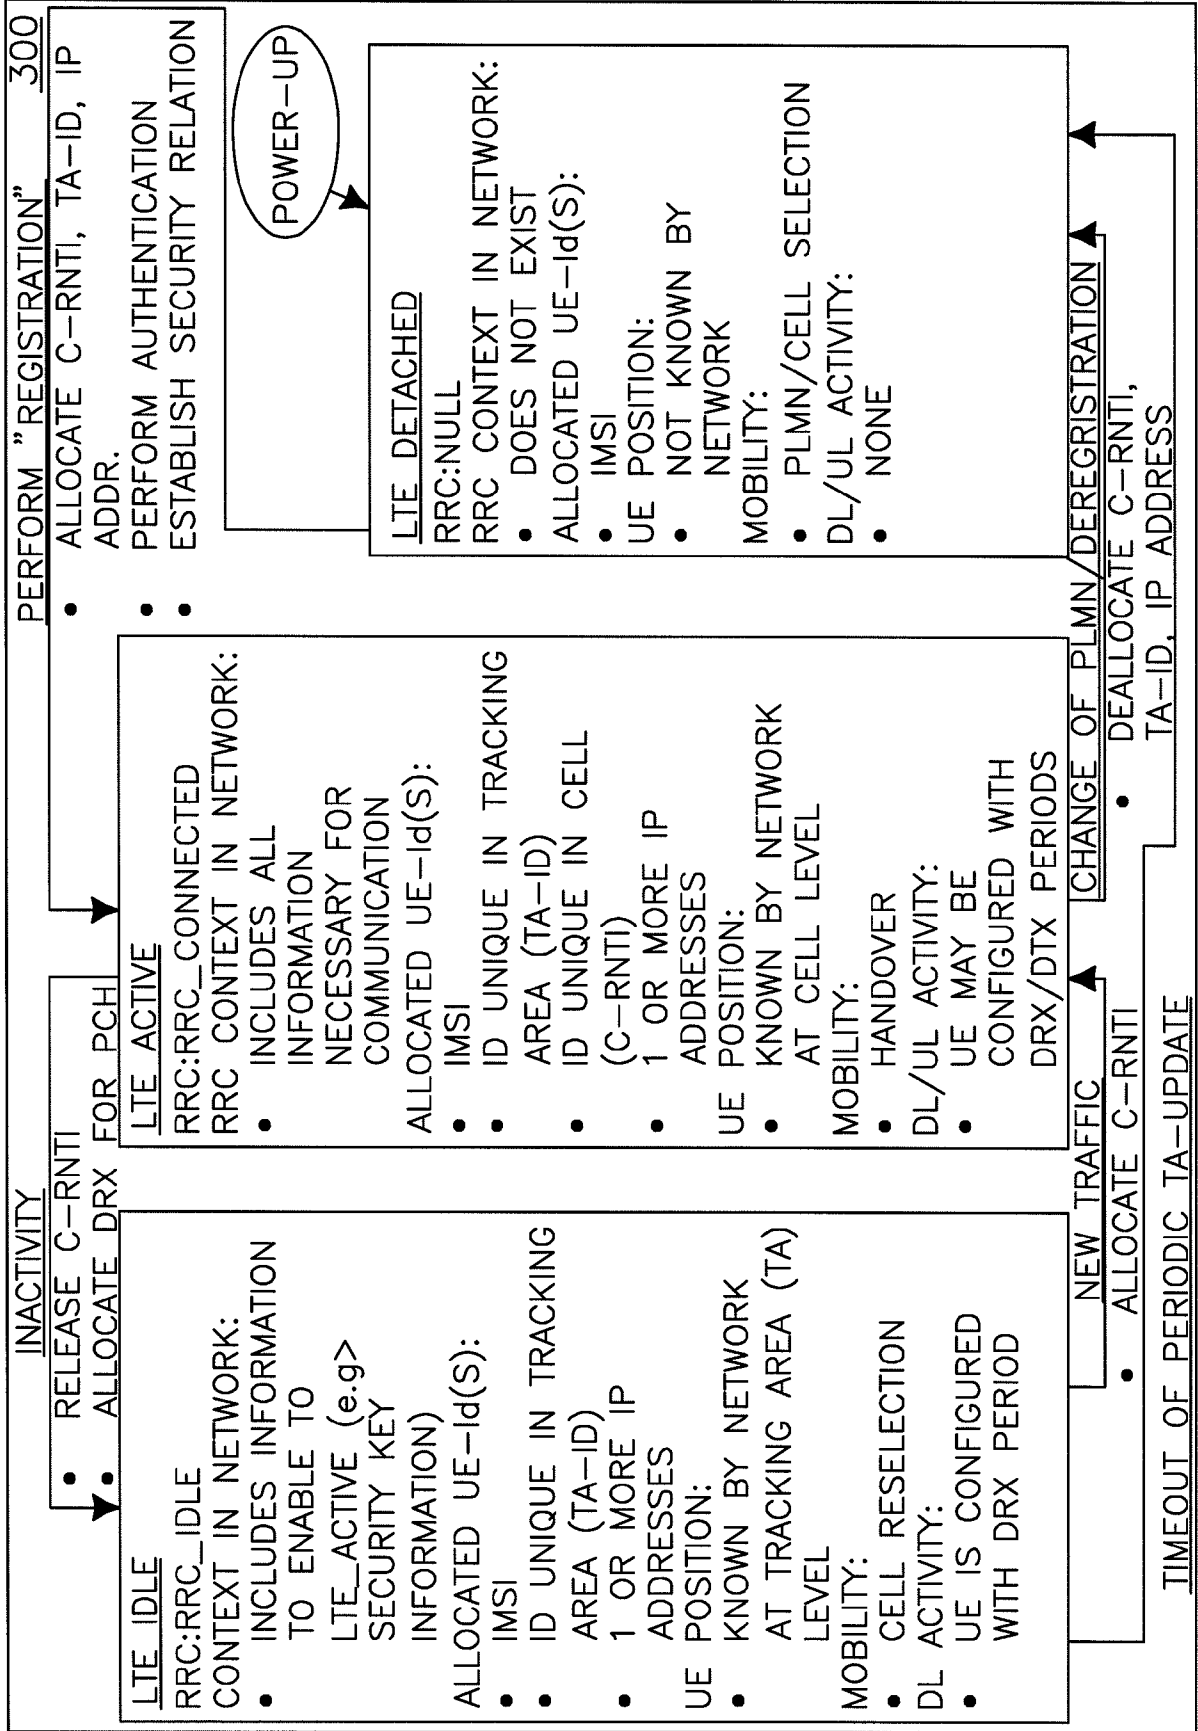 300
INACTIVITY
• RELEASE C-RNTI
• ALLOCATE DRX FOR PCH
PERFORM "REGISTRATION"
• ALLOCATE C-RNTI, TA-ID, IP
ADDR.
• PERFORM AUTHENTICATION
• ESTABLISH SECURITY RELATION
POWER-UP
LTE IDLE
RRC:RRC_IDLE
CONTEXT IN NETWORK:
• INCLUDES INFORMATION
TO ENABLE TO
LTE_ACTIVE (e.g>
SECURITY KEY
INFORMATION)
ALLOCATED UE-Id(S):
• IMSI
• ID UNIQUE IN TRACKING
AREA (TA-ID)
• 1 OR MORE IP
ADDRESSES
UE POSITION:
• KNOWN BY NETWORK
AT TRACKING AREA (TA)
LEVEL
MOBILITY:
• CELL RESELECTION
DL ACTIVITY:
• UE IS CONFIGURED
WITH DRX PERIOD
LTE ACTIVE
RRC:RRC_CONNECTED
RRC CONTEXT IN NETWORK:
• INCLUDES ALL
INFORMATION
NECESSARY FOR
COMMUNICATION
ALLOCATED UE-Id(S):
• IMSI
• ID UNIQUE IN TRACKING
AREA (TA-ID)
• ID UNIQUE IN CELL
(C-RNTI)
• 1 OR MORE IP
ADDRESSES
UE POSITION:
• KNOWN BY NETWORK
AT CELL LEVEL
MOBILITY:
• HANDOVER
DL/UL ACTIVITY:
• UE MAY BE
CONFIGURED WITH
DRX/DTX PERIODS
LTE DETACHED
RRC:NULL
RRC CONTEXT IN NETWORK:
• DOES NOT EXIST
ALLOCATED UE-Id(S):
• IMSI
UE POSITION:
• NOT KNOWN BY
NETWORK
MOBILITY:
• PLMN/CELL SELECTION
DL/UL ACTIVITY:
• NONE
NEW TRAFFIC
• ALLOCATE C-RNTI
CHANGE OF PLMN/DEREGRISTRATION
• DEALLOCATE C-RNTI,
TA-ID, IP ADDRESS
TIMEOUT OF PERIODIC TA-UPDATE